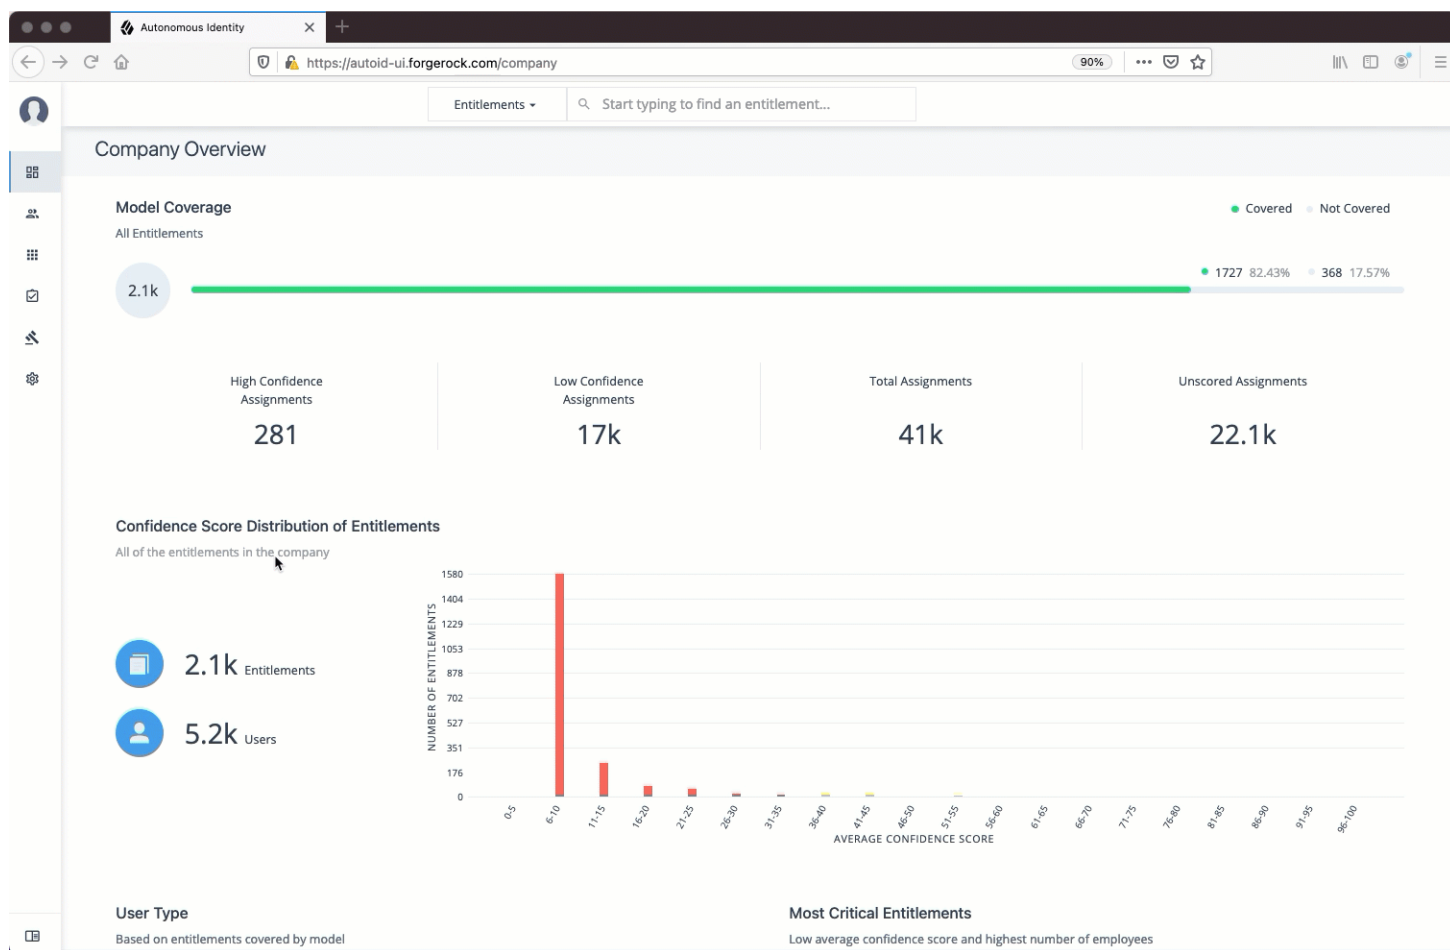 Autonomous Identity
https://autoid-ui.forgerock.com/company
90%
Entitlements
Start typing to find an entitlement...
Company Overview
Model Coverage
Covered
Not Covered
All Entitlements
2.1k
1727 82.43%
368 17.57%
High Confidence
Assignments
281
Low Confidence
Assignments
17k
Total Assignments
41k
Unscored Assignments
22.1k
Confidence Score Distribution of Entitlements
All of the entitlements in the company
2.1k Entitlements
5.2k Users
NUMBER OF ENTITLEMENTS
1580
1404
1229
1053
878
702
527
351
176
0
0-5
6-10
11-15
16-20
21-25
26-30
31-35
36-40
41-45
46-50
51-55
56-60
61-65
66-70
71-75
76-80
81-85
86-90
91-95
96-100
AVERAGE CONFIDENCE SCORE
User Type
Based on entitlements covered by model
Most Critical Entitlements
Low average confidence score and highest number of employees